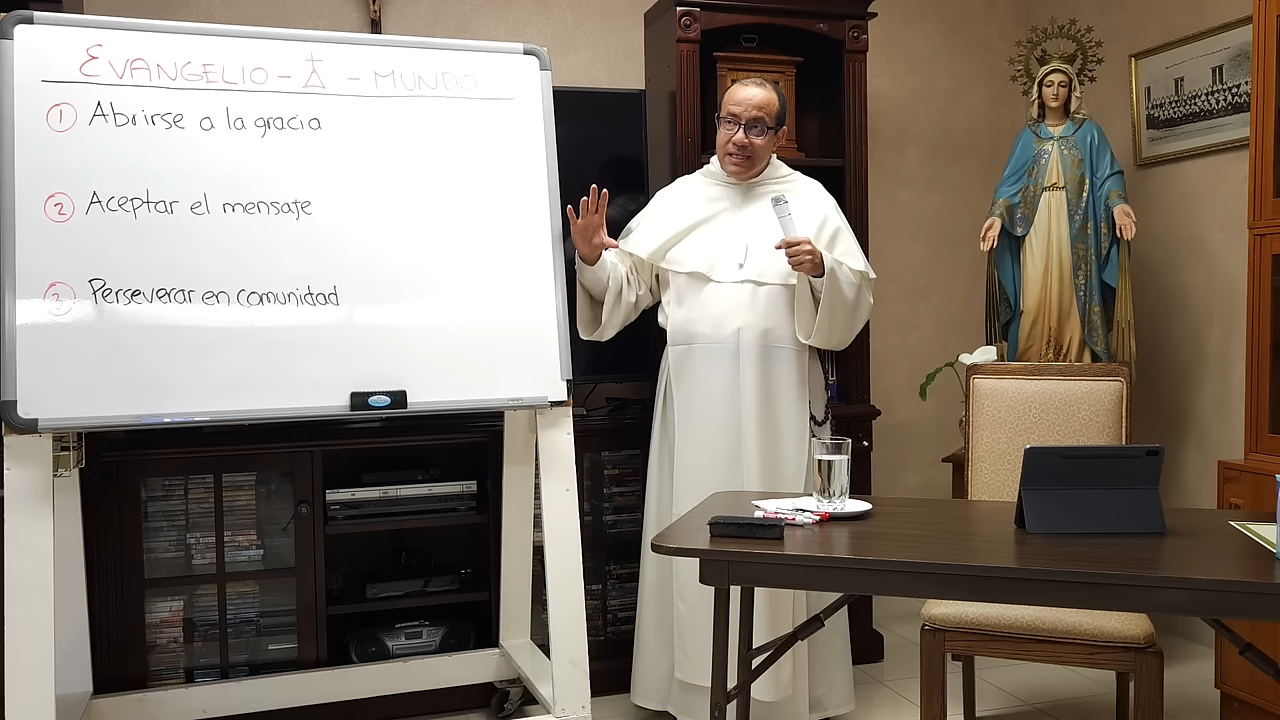 EVANGELIO - - MUNDO
1 Abrirse a la gracia
2 Aceptar el mensaje
3 Perseverar en comunidad